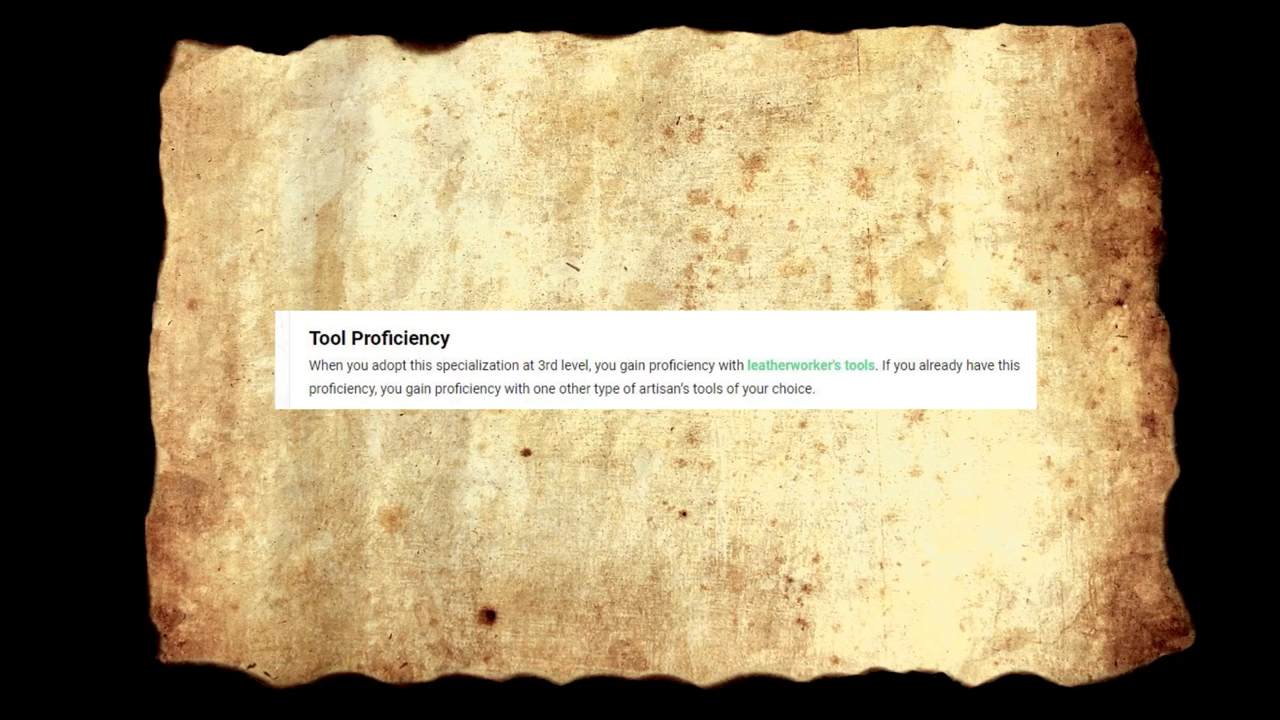 Tool Proficiency
When you adopt this specialization at 3rd level, you gain proficiency with leatherworker's tools. If you already have this
proficiency, you gain proficiency with one other type of artisan's tools of your choice.